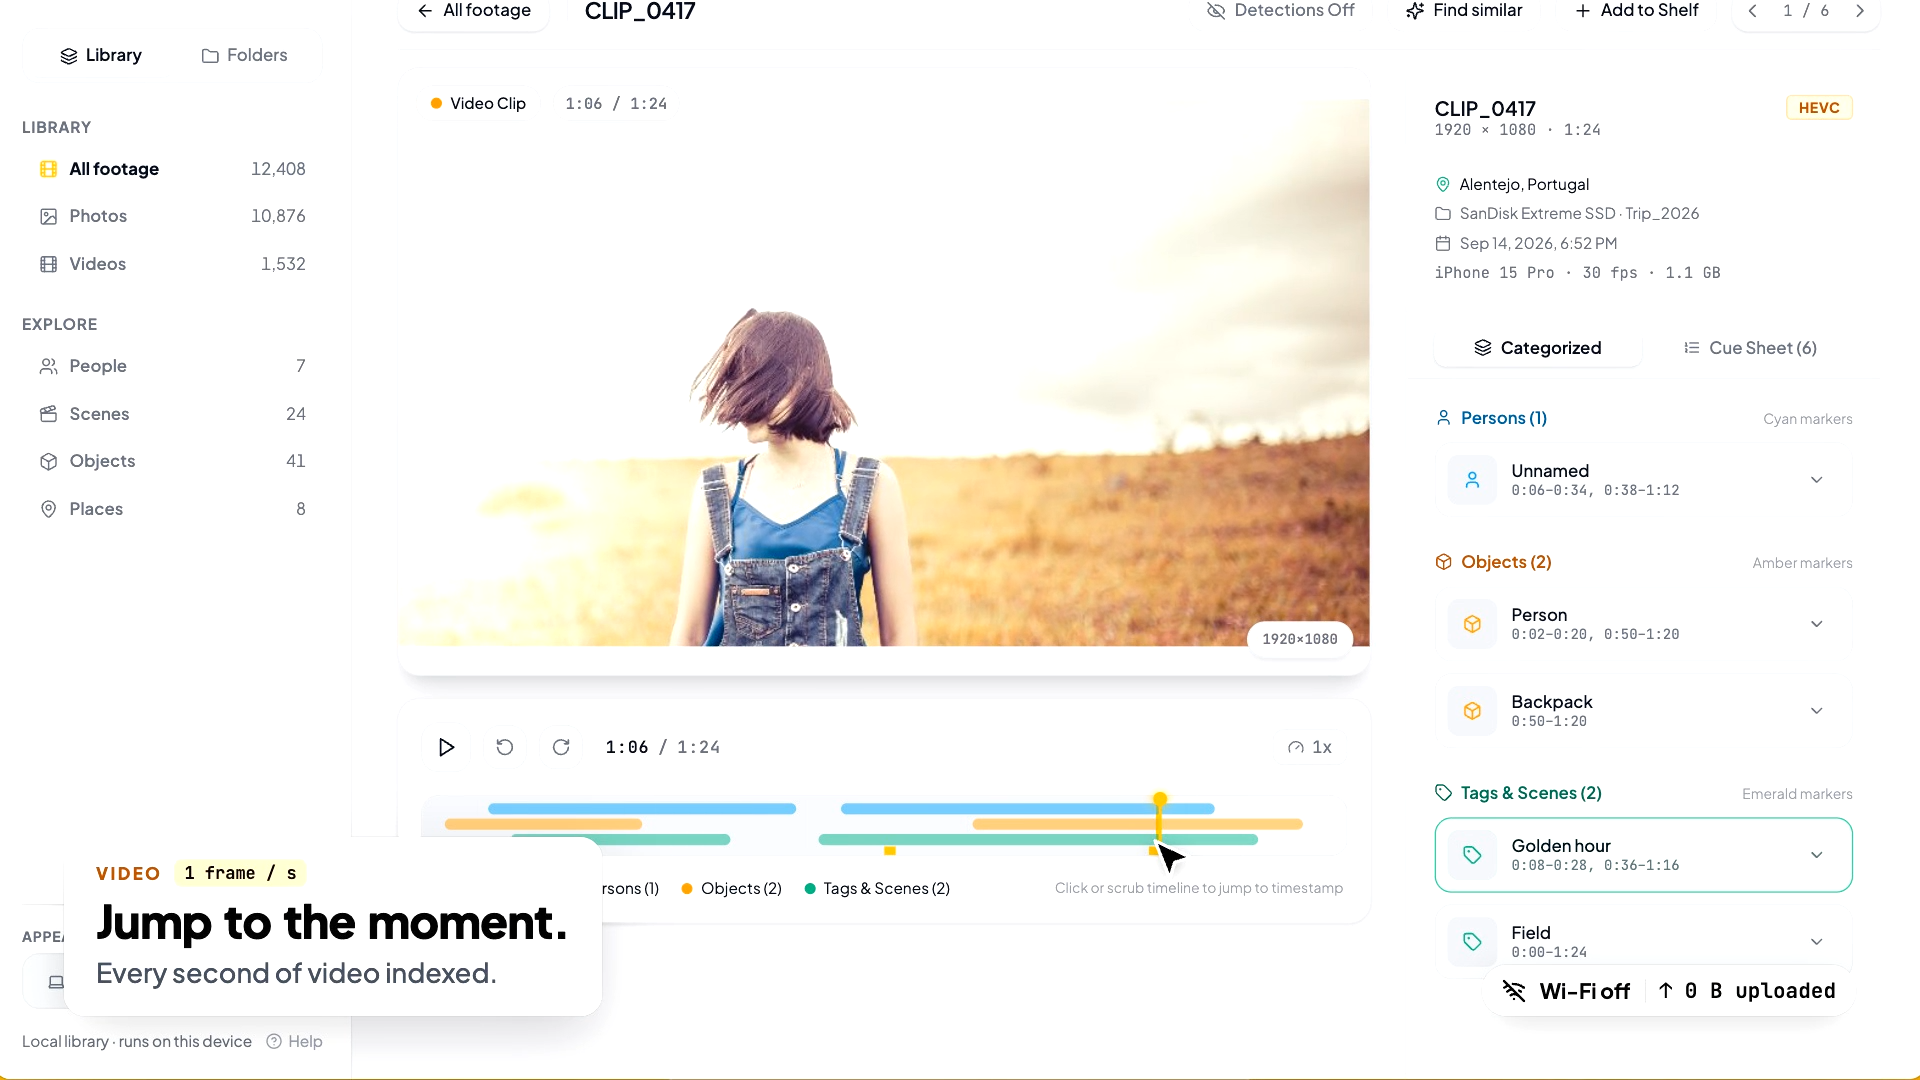 Library
Folders
LIBRARY
All footage 12,408
Photos 10,876
Videos 1,532
EXPLORE
People 7
Scenes 24
Objects 41
Places 8
Local library · runs on this device
Help
All footage
CLIP_0417
Detections Off
Find similar
Add to Shelf
1 / 6
Video Clip
1:06 / 1:24
1920×1080
1:06 / 1:24
1x
rsons (1)
Objects (2)
Tags & Scenes (2)
Click or scrub timeline to jump to timestamp
VIDEO
1 frame / s
Jump to the moment.
Every second of video indexed.
APPEA
CLIP_0417
HEVC
1920 × 1080 · 1:24
Alentejo, Portugal
SanDisk Extreme SSD · Trip_2026
Sep 14, 2026, 6:52 PM
iPhone 15 Pro · 30 fps · 1.1 GB
Categorized
Cue Sheet (6)
Persons (1)
Cyan markers
Unnamed
0:06–0:34, 0:38–1:12
Objects (2)
Amber markers
Person
0:02–0:20, 0:50–1:20
Backpack
0:50–1:20
Tags & Scenes (2)
Emerald markers
Golden hour
0:08–0:28, 0:36–1:16
Field
0:00–1:24
Wi-Fi off
↑ 0 B uploaded